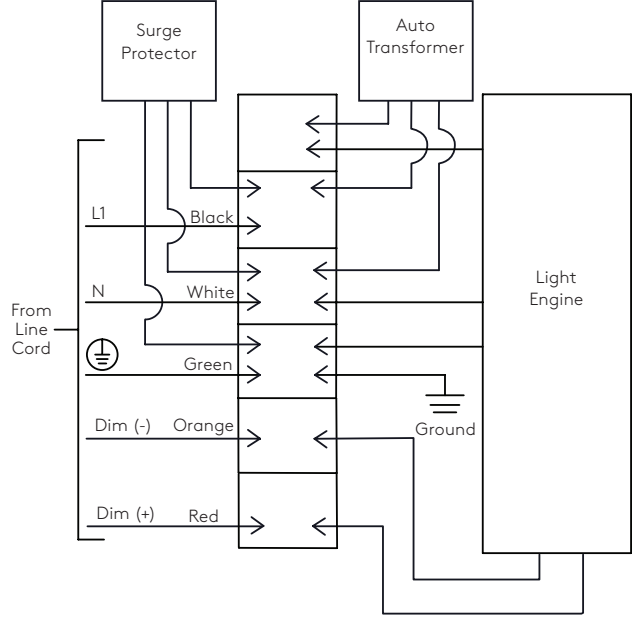 Surge
Protector
Auto
Transformer
L1
Black
N
White
From
Line
Cord
Green
Light
Engine
Ground
Dim (-)
Orange
Dim (+)
Red